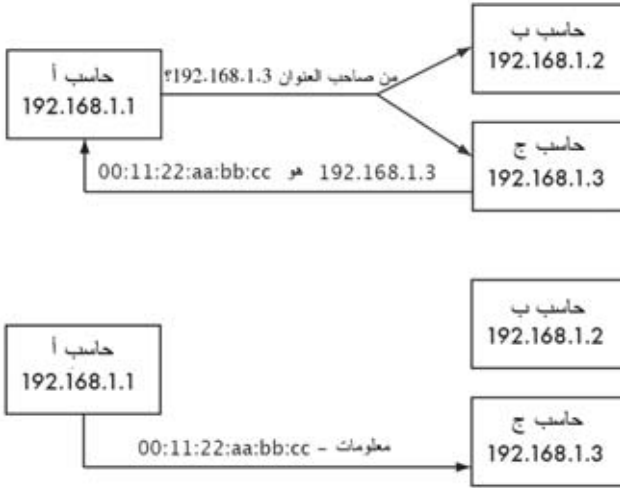 حاسب ب
192.168.1.2
حاسب أ
192.168.1.1
من صاحب العنوان 192.168.1.3؟
حاسب ج
192.168.1.3
192.168.1.3 هو 00:11:22:aa:bb:cc
حاسب ب
192.168.1.2
حاسب أ
192.168.1.1
حاسب ج
192.168.1.3
معلومات - 00:11:22:aa:bb:cc